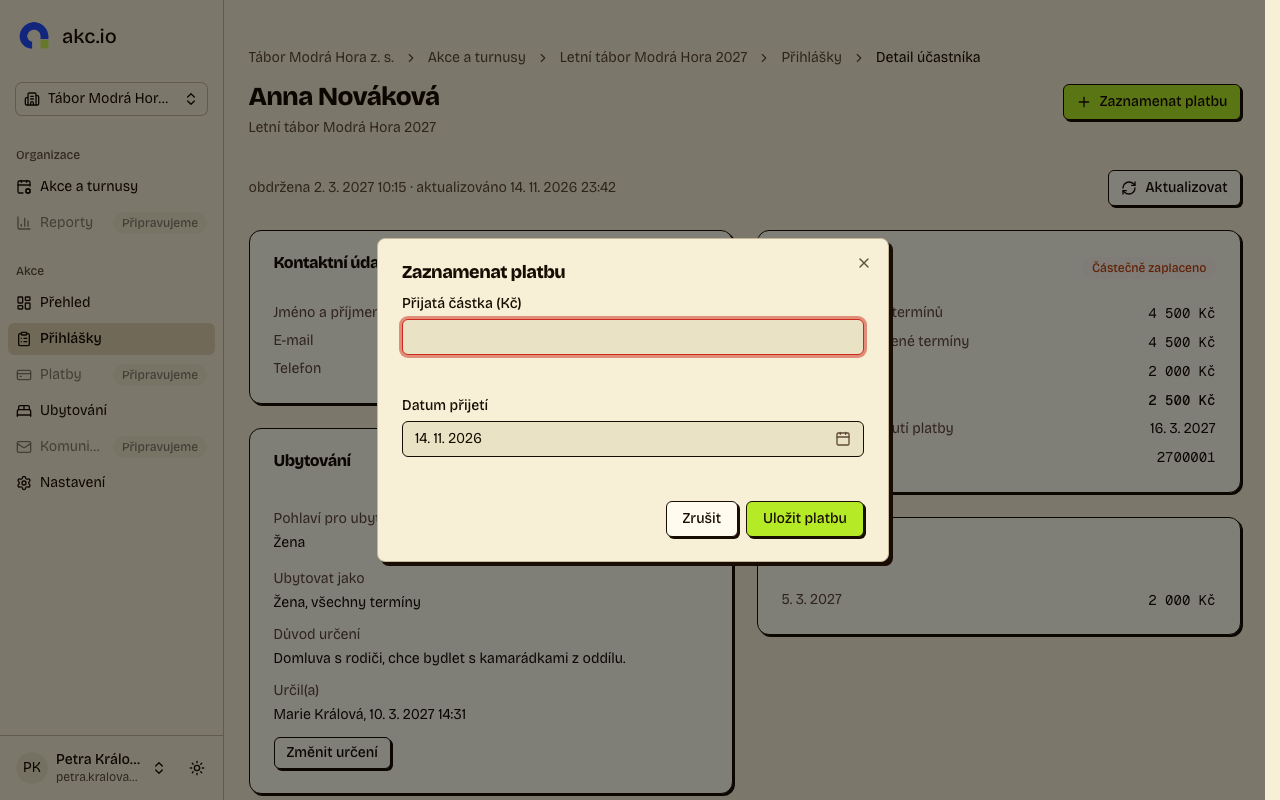 akc.io
Tábor Modrá Hor...
Organizace
Akce a turnusy
Reporty Připravujeme
Akce
Přehled
Přihlášky
Platby Připravujeme
Ubytování
Komuni... Připravujeme
Nastavení
PK Petra Králo...
petra.kralova...
Tábor Modrá Hora z. s. > Akce a turnusy > Letní tábor Modrá Hora 2027 > Přihlášky > Detail účastníka
Anna Nováková
Letní tábor Modrá Hora 2027
+ Zaznamenat platbu
obdržena 2. 3. 2027 10:15 · aktualizováno 14. 11. 2026 23:42
Aktualizovat
Kontaktní úda
Jméno a příjmen
E-mail
Telefon
Ubytování
Pohlaví pro uby
Žena
Ubytovat jako
Žena, všechny termíny
Důvod určení
Domluva s rodiči, chce bydlet s kamarádkami z oddílu.
Určil(a)
Marie Králová, 10. 3. 2027 14:31
Změnit určení
Zaznamenat platbu
Přijatá částka (Kč)
Datum přijetí
14. 11. 2026
Zrušit
Uložit platbu
Částečně zaplaceno
termínů 4 500 Kč
ené termíny 4 500 Kč
2 000 Kč
2 500 Kč
utí platby 16. 3. 2027
2700001
5. 3. 2027 2 000 Kč